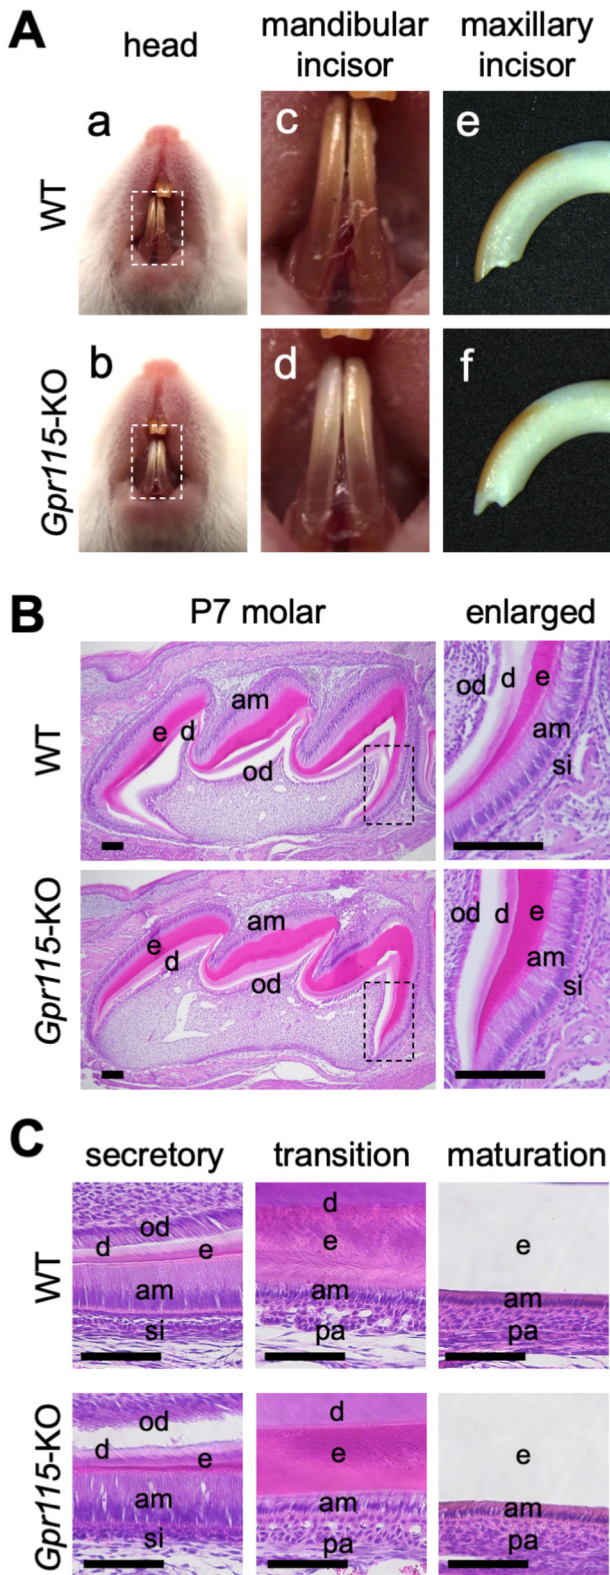 A
head
mandibular
incisor
maxillary
incisor
WT
a
c
e
Gpr115-KO
b
d
f
B
P7 molar
enlarged
WT
e
d
am
od
od
d
e
am
si
Gpr115-KO
e
d
am
od
od
d
e
am
si
C
secretory
transition
maturation
WT
od
d
e
am
si
d
e
am
pa
e
am
pa
Gpr115-KO
od
d
e
am
si
d
e
am
pa
e
am
pa